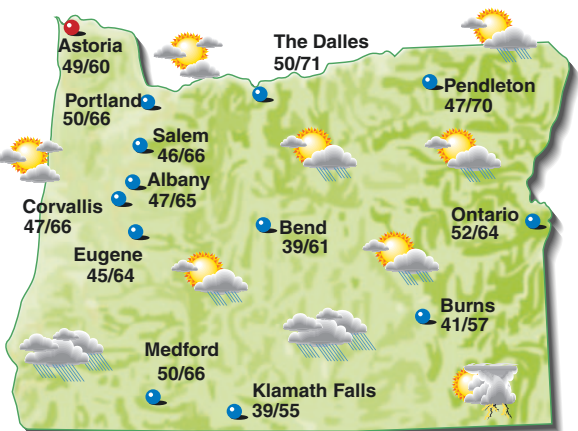 Astoria
49/60
The Dalles
50/71
Pendleton
47/70
Portland
50/66
Salem
46/66
Albany
47/65
Corvallis
47/66
Eugene
45/64
Bend
39/61
Ontario
52/64
Burns
41/57
Medford
50/66
Klamath Falls
39/55